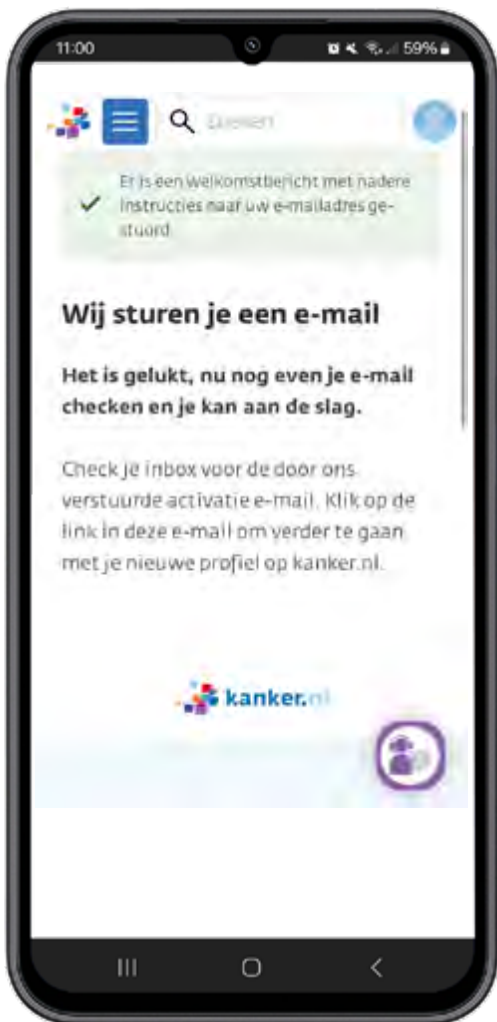 11:00
59%
Zoeken
Er is een welkomstbericht met nadere
instructies naar uw e-mailadres ge-
stuurd.
Wij sturen je een e-mail
Het is gelukt, nu nog even je e-mail
checken en je kan aan de slag.
Check je inbox voor de door ons
verstuurde activatie e-mail. Klik op de
link in deze e-mail om verder te gaan
met je nieuwe profiel op kanker.nl.
kanker.nl